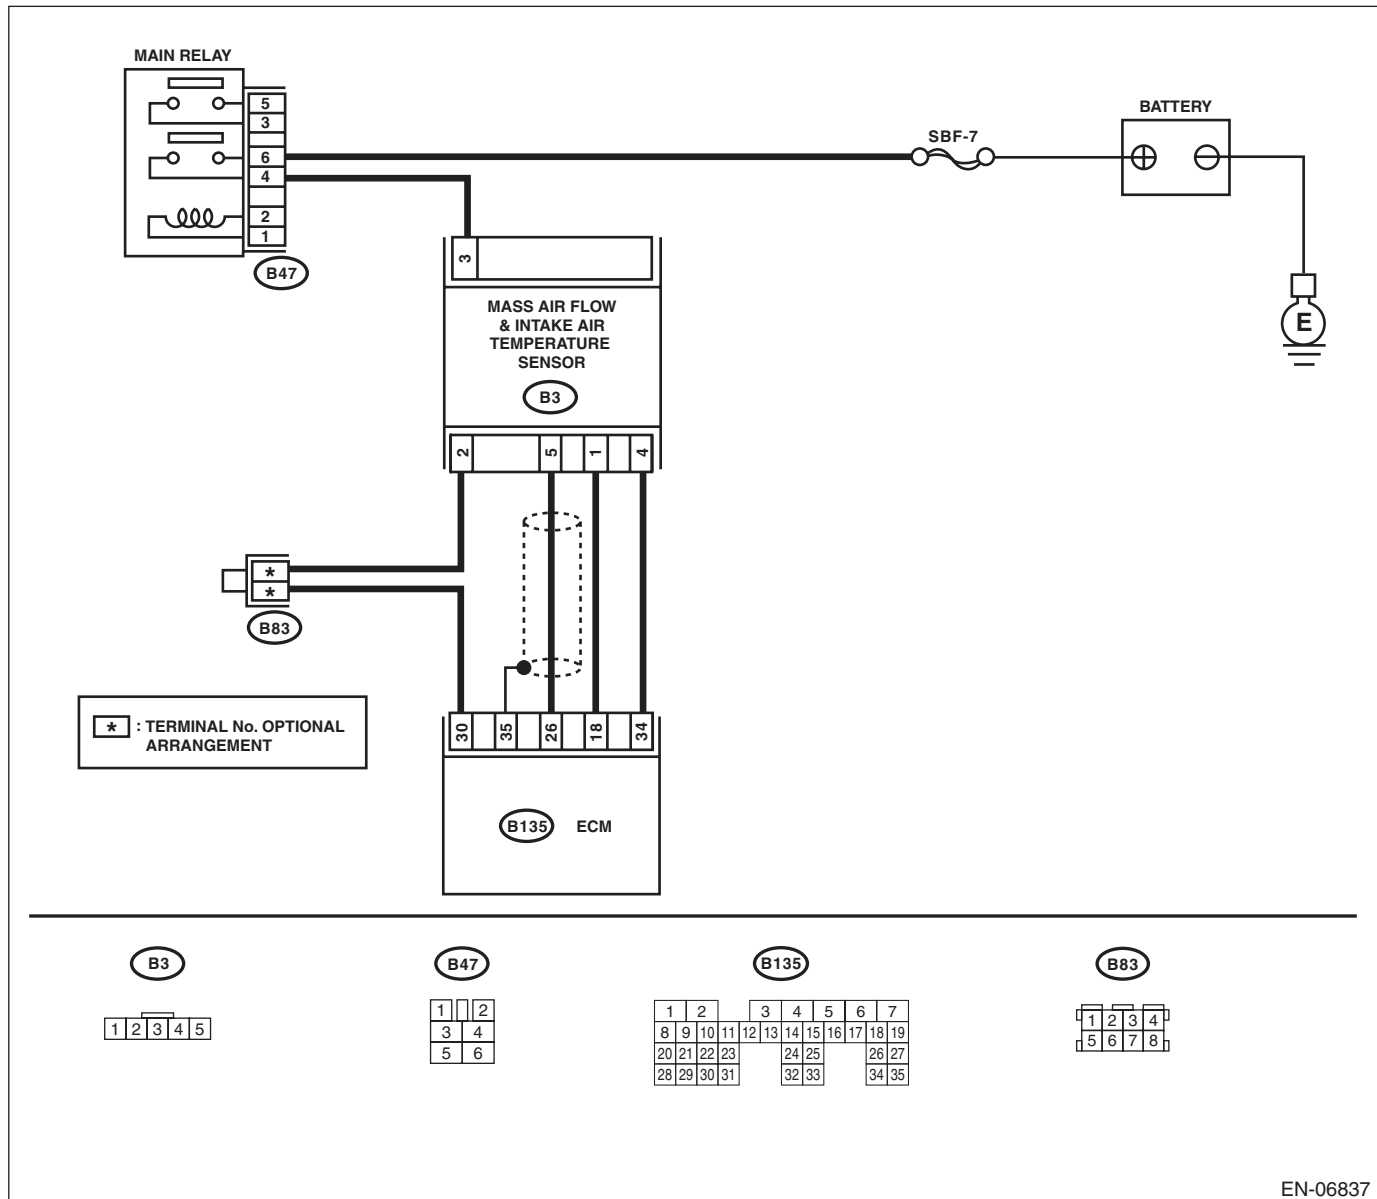 MAIN RELAY
5
3
6
4
2
1
B47
SBF-7
BATTERY
E
3
MASS AIR FLOW
& INTAKE AIR
TEMPERATURE
SENSOR
B3
2 5 1 4
*
*
B83
* : TERMINAL No. OPTIONAL
ARRANGEMENT
30 35 26 18 34
B135 ECM
B3
1 2 3 4 5
B47
1 2
3 4
5 6
B135
1 2 3 4 5 6 7
8 9 10 11 12 13 14 15 16 17 18 19
20 21 22 23 24 25 26 27
28 29 30 31 32 33 34 35
B83
1 2 3 4
5 6 7 8
EN-06837